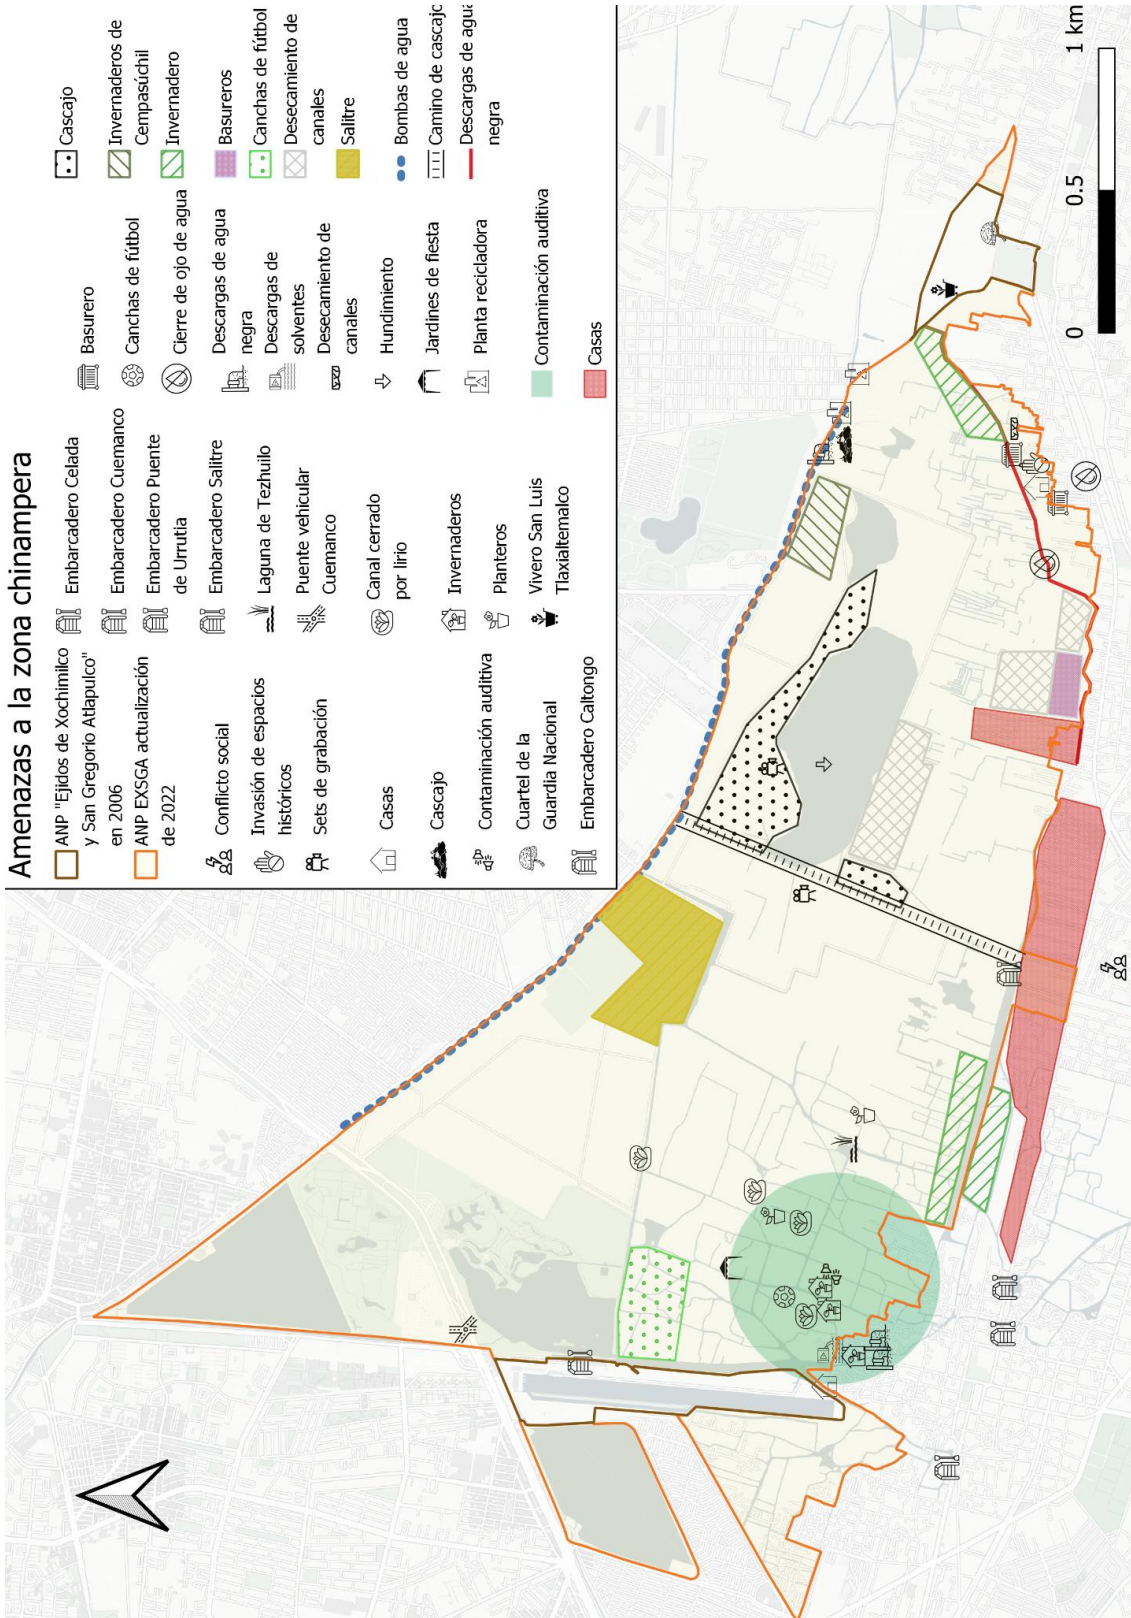 Amenazas a la zona chinampera
ANP "Ejidos de Xochimilco
y San Gregorio Atlapulco"
en 2006
ANP EXSGA actualización
de 2022
Conflicto social
Invasión de espacios
históricos
Sets de grabación
Casas
Cascajo
Contaminación auditiva
Cuartel de la
Guardia Nacional
Embarcadero Caltongo
Embarcadero Celada
Embarcadero Cuemanco
Embarcadero Puente
de Urrutia
Embarcadero Salitre
Laguna de Tezhuilo
Puente vehicular
Cuemanco
Canal cerrado
por lirio
Invernaderos
Planteros
Vivero San Luis
Tlaxialtemalco
Basurero
Canchas de fútbol
Cierre de ojo de agua
Descargas de agua
negra
Descargas de
solventes
Desecamiento de
canales
Hundimiento
Jardines de fiesta
Planta recicladora
Contaminación auditiva
Casas
Cascajo
Invernaderos de
Cempasúchil
Invernadero
Basureros
Canchas de fútbol
Desecamiento de
canales
Salitre
Bombas de agua
Camino de cascajo
Descargas de agua
negra
0
0.5
1 km